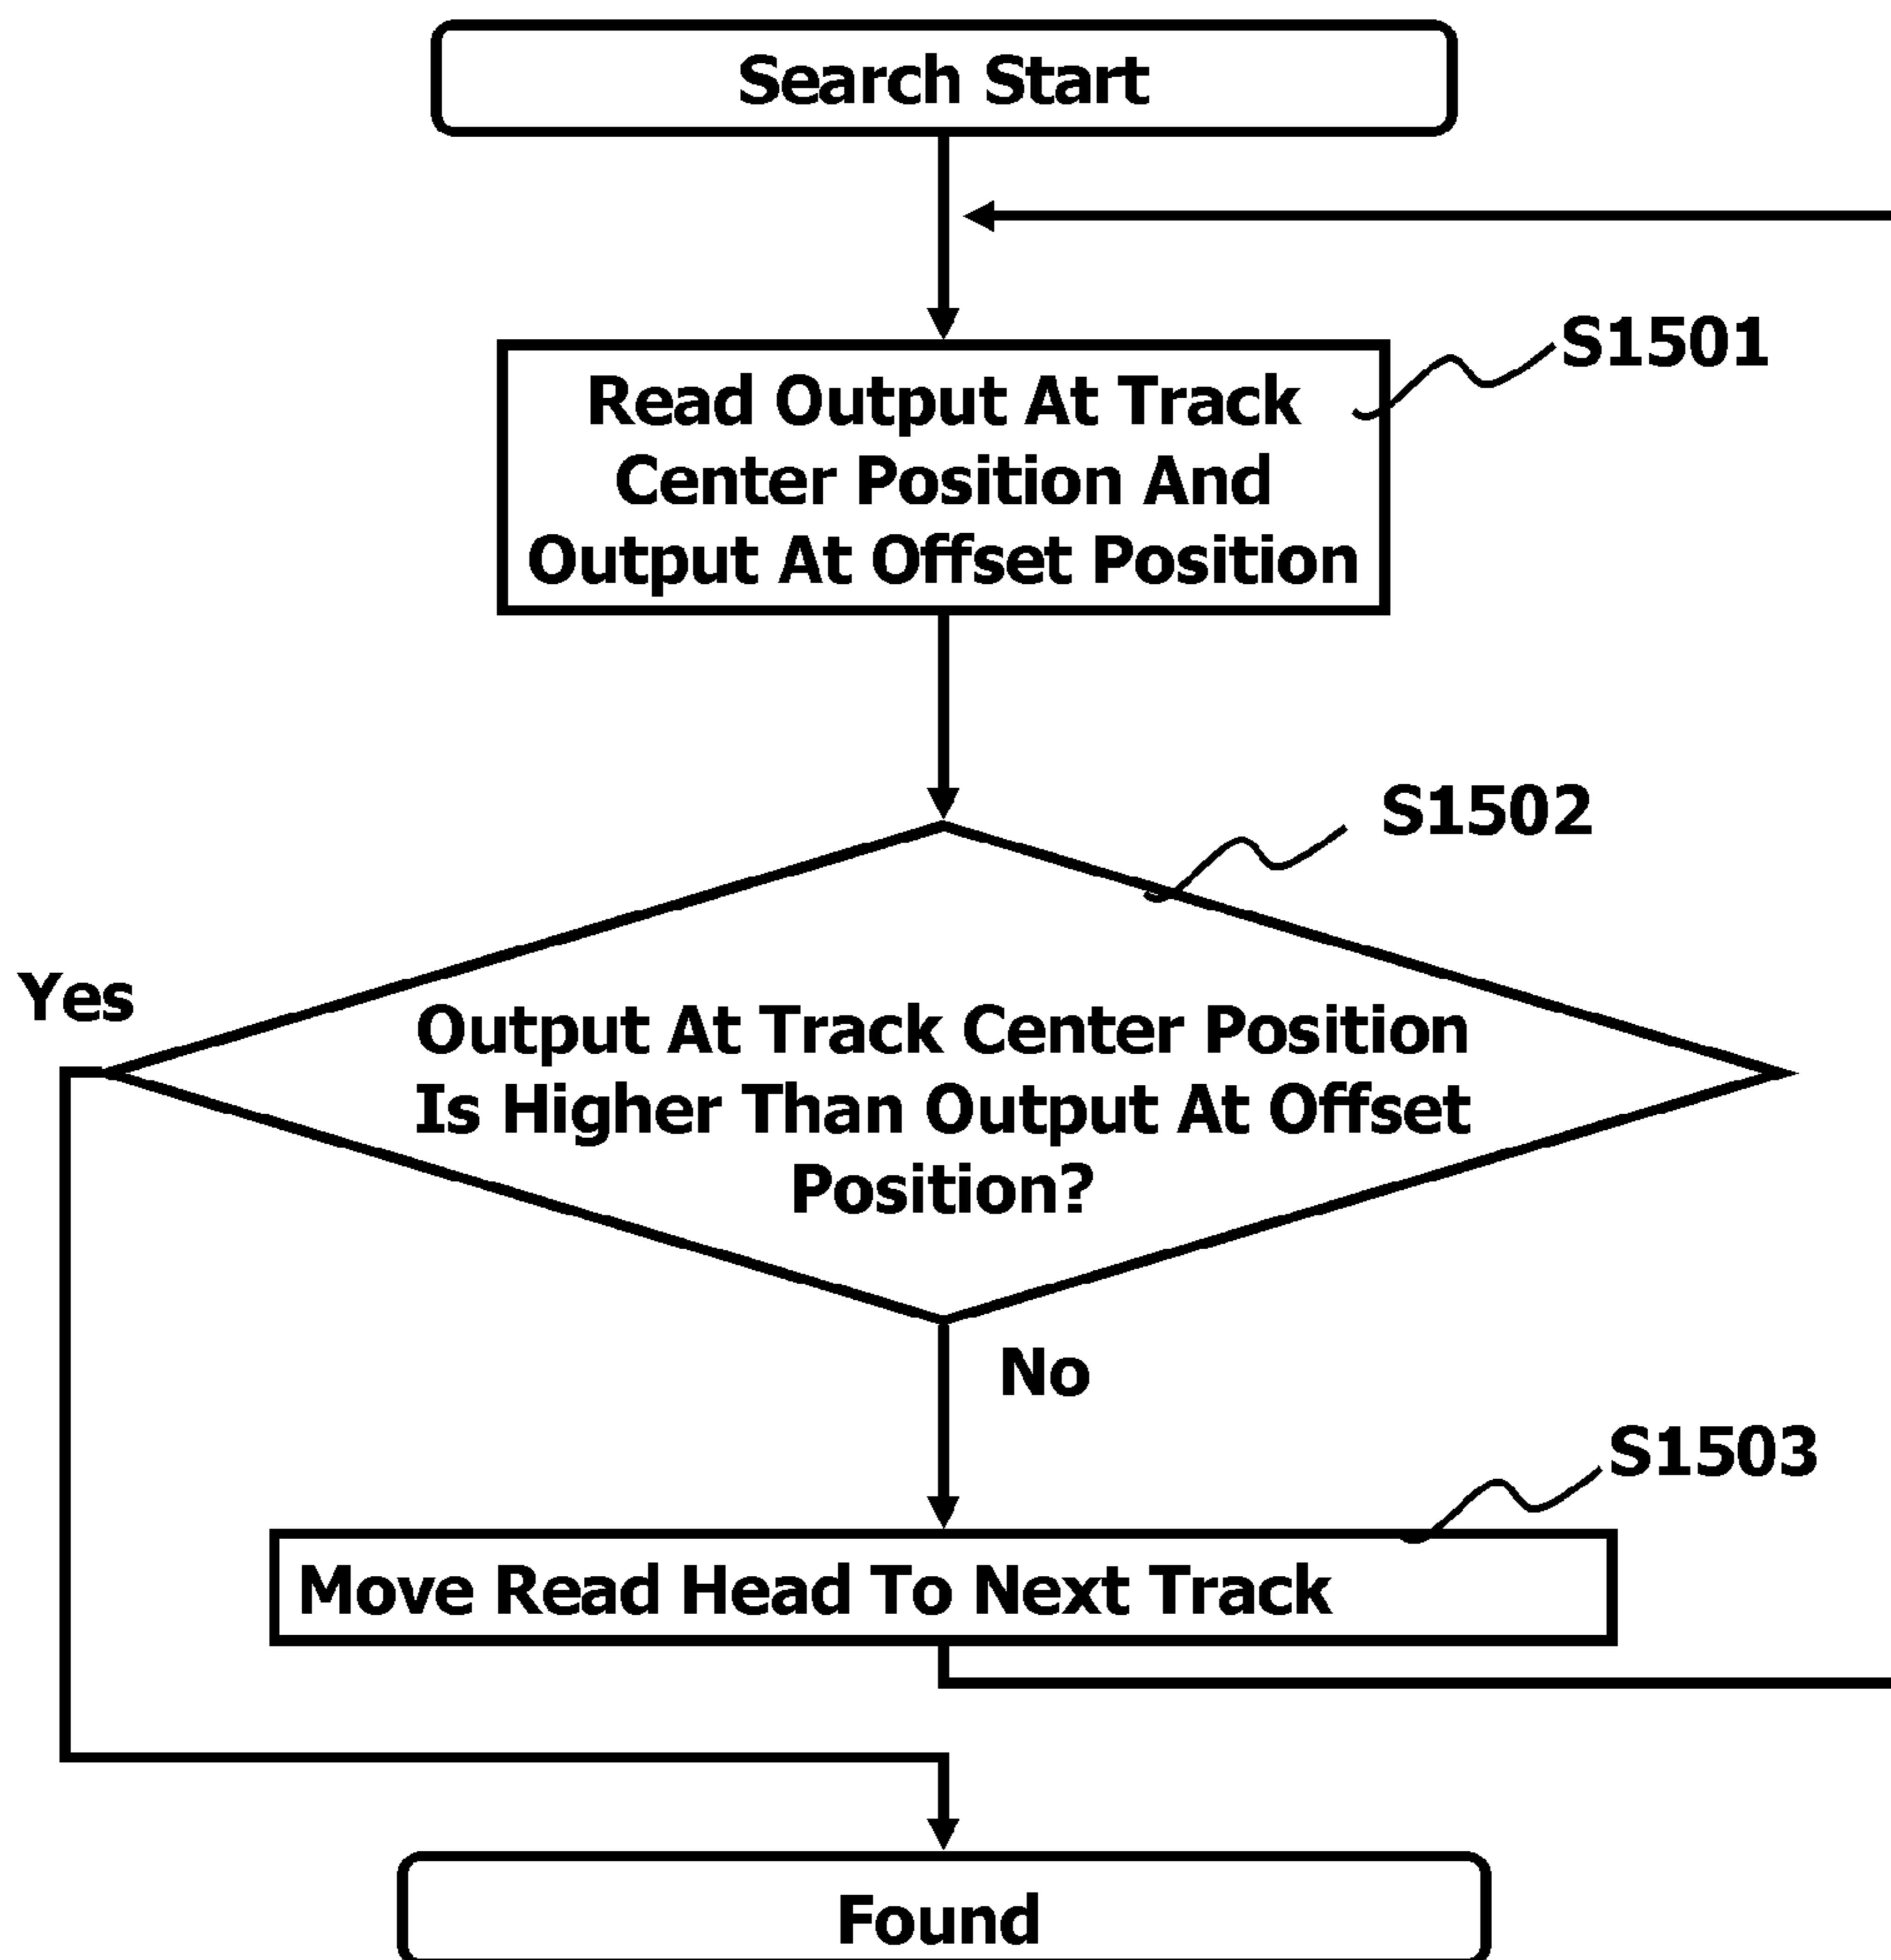 Search Start
S1501
Read Output At Track
Center Position And
Output At Offset Position
S1502
Yes
Output At Track Center Position
Is Higher Than Output At Offset
Position?
No
S1503
Move Read Head To Next Track
Found